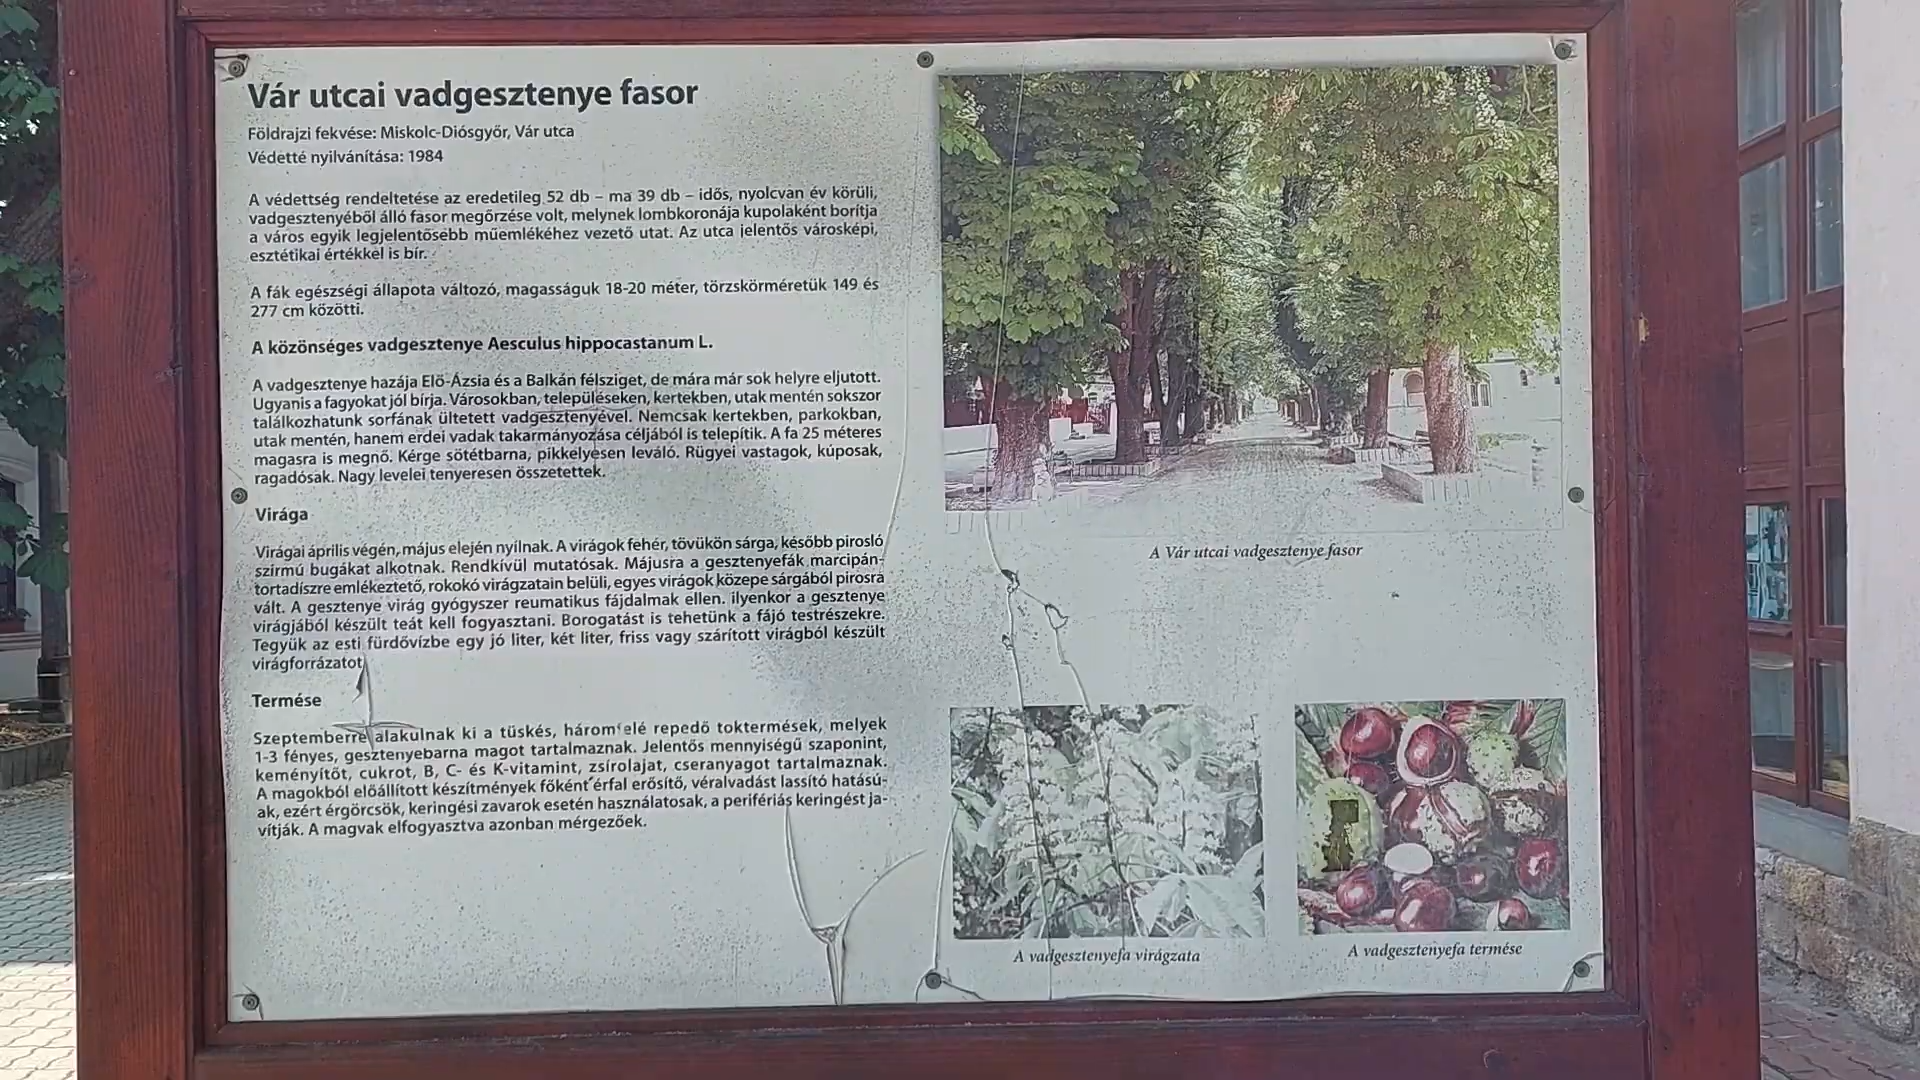 Vár utcai vadgesztenye fasor
Földrajzi fekvése: Miskolc-Diósgyőr, Vár utca
Védetté nyilvánítása: 1984
A védettség rendeltetése az eredetileg 52 db – ma 39 db – idős, nyolcvan év körüli,
vadgesztenyéből álló fasor megőrzése volt, melynek lombkoronája kupolaként borítja
a város egyik legjelentősebb műemlékéhez vezető utat. Az utca jelentős városképi,
esztétikai értékkel is bír.
A fák egészségi állapota változó, magasságuk 18-20 méter, törzskörméretük 149 és
277 cm közötti.
A közönséges vadgesztenye Aesculus hippocastanum L.
A vadgesztenye hazája Elő-Ázsia és a Balkán félsziget, de mára már sok helyre eljutott.
Ugyanis a fagyokat jól bírja. Városokban, településeken, kertekben, utak mentén sokszor
találkozhatunk sorfának ültetett vadgesztenyével. Nemcsak kertekben, parkokban,
utak mentén, hanem erdei vadak takarmányozása céljából is telepítik. A fa 25 méteres
magasra is megnő. Kérge sötétbarna, pikkelyesen leváló. Rügyei vastagok, kúposak,
ragadósak. Nagy levelei tenyeresen összetettek.
Virága
Virágai április végén, május elején nyílnak. A virágok fehér, tövükön sárga, később pirosló
szirmú bugákat alkotnak. Rendkívül mutatósak. Májusra a gesztenyefák marcipán-
tortadíszre emlékeztető, rokokó virágzatain belüli, egyes virágok közepe sárgából pirosra
vált. A gesztenye virág gyógyszer reumatikus fájdalmak ellen. ilyenkor a gesztenye
virágjából készült teát kell fogyasztani. Borogatást is tehetünk a fájó testrészekre.
Tegyük az esti fürdővízbe egy jó liter, két liter, friss vagy szárított virágból készült
virágforrázatot
Termése
Szeptemberre alakulnak ki a tüskés, háromfelé repedő toktermések, melyek
1-3 fényes, gesztenyebarna magot tartalmaznak. Jelentős mennyiségű szaponint,
keményítőt, cukrot, B, C- és K-vitamint, zsírolajat, cseranyagot tartalmaznak.
A magokból előállított készítmények főként érfal erősítő, véralvadást lassító hatású-
ak, ezért érgörcsök, keringési zavarok esetén használatosak, a perifériás keringést ja-
vítják. A magvak elfogyasztva azonban mérgezőek.
A Vár utcai vadgesztenye fasor
A vadgesztenyefa virágzata
A vadgesztenyefa termése